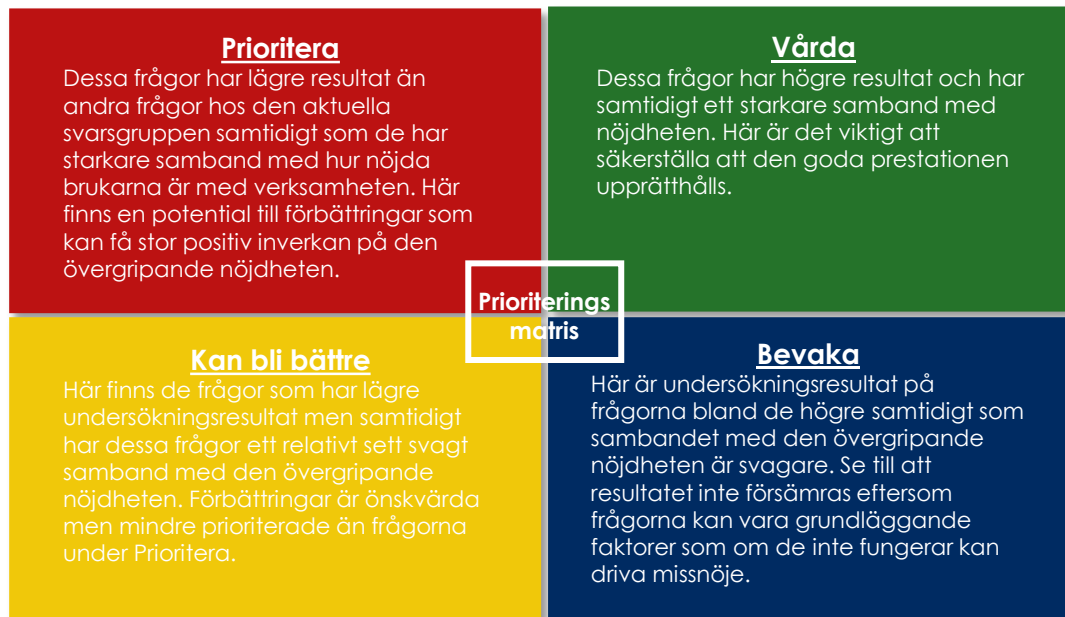 Prioritera
Dessa frågor har lägre resultat än
andra frågor hos den aktuella
svarsgruppen samtidigt som de har
starkare samband med hur nöjda
brukarna är med verksamheten. Här
finns en potential till förbättringar som
kan få stor positiv inverkan på den
övergripande nöjdheten.
Vårda
Dessa frågor har högre resultat och har
samtidigt ett starkare samband med
nöjdheten. Här är det viktigt att
säkerställa att den goda prestationen
upprätthålls.
Prioriterings
matris
Kan bli bättre
Här finns de frågor som har lägre
undersökningsresultat men samtidigt
har dessa frågor ett relativt sett svagt
samband med den övergripande
nöjdheten. Förbättringar är önskvärda
men mindre prioriterade än frågorna
under Prioritera.
Bevaka
Här är undersökningsresultat på
frågorna bland de högre samtidigt som
sambandet med den övergripande
nöjdheten är svagare. Se till att
resultatet inte försämras eftersom
frågorna kan vara grundläggande
faktorer som om de inte fungerar kan
driva missnöje.